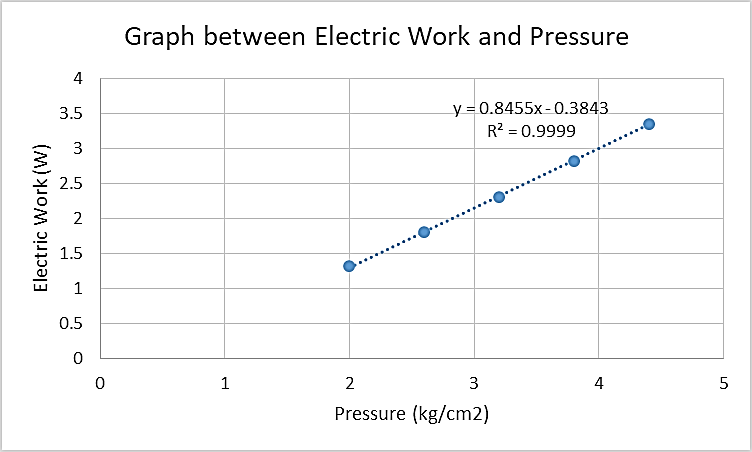 Graph between Electric Work and Pressure
y = 0.8455x - 0.3843
R² = 0.9999
4
3.5
3
2.5
2
1.5
1
0.5
0
Electric Work (W)
0 1 2 3 4 5
Pressure (kg/cm2)